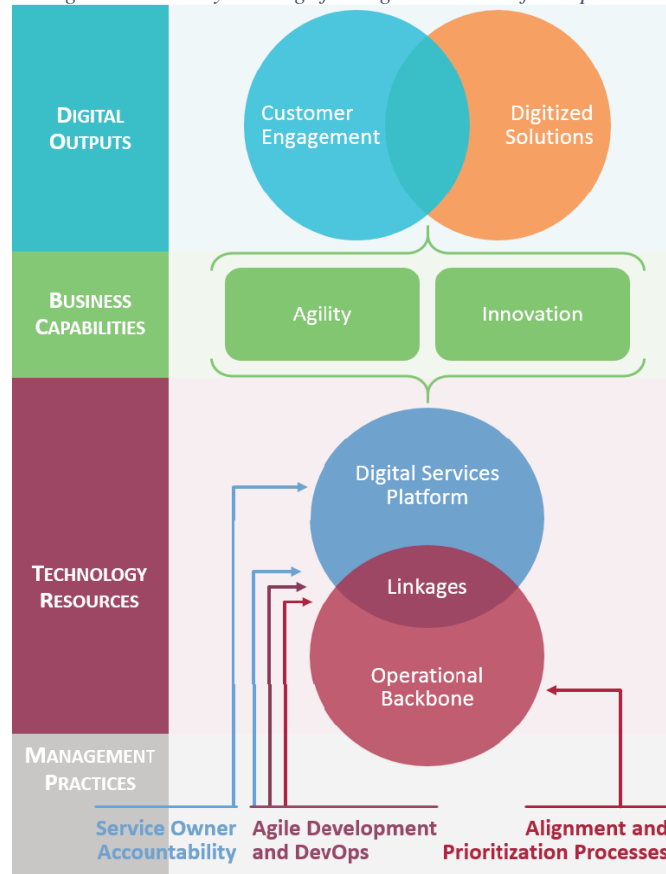 DIGITAL
OUTPUTS
Customer
Engagement
Digitized
Solutions
BUSINESS
CAPABILITIES
Agility
Innovation
TECHNOLOGY
RESOURCES
Digital Services
Platform
Linkages
Operational
Backbone
MANAGEMENT
PRACTICES
Service Owner
Accountability
Agile Development
and DevOps
Alignment and
Prioritization Processes